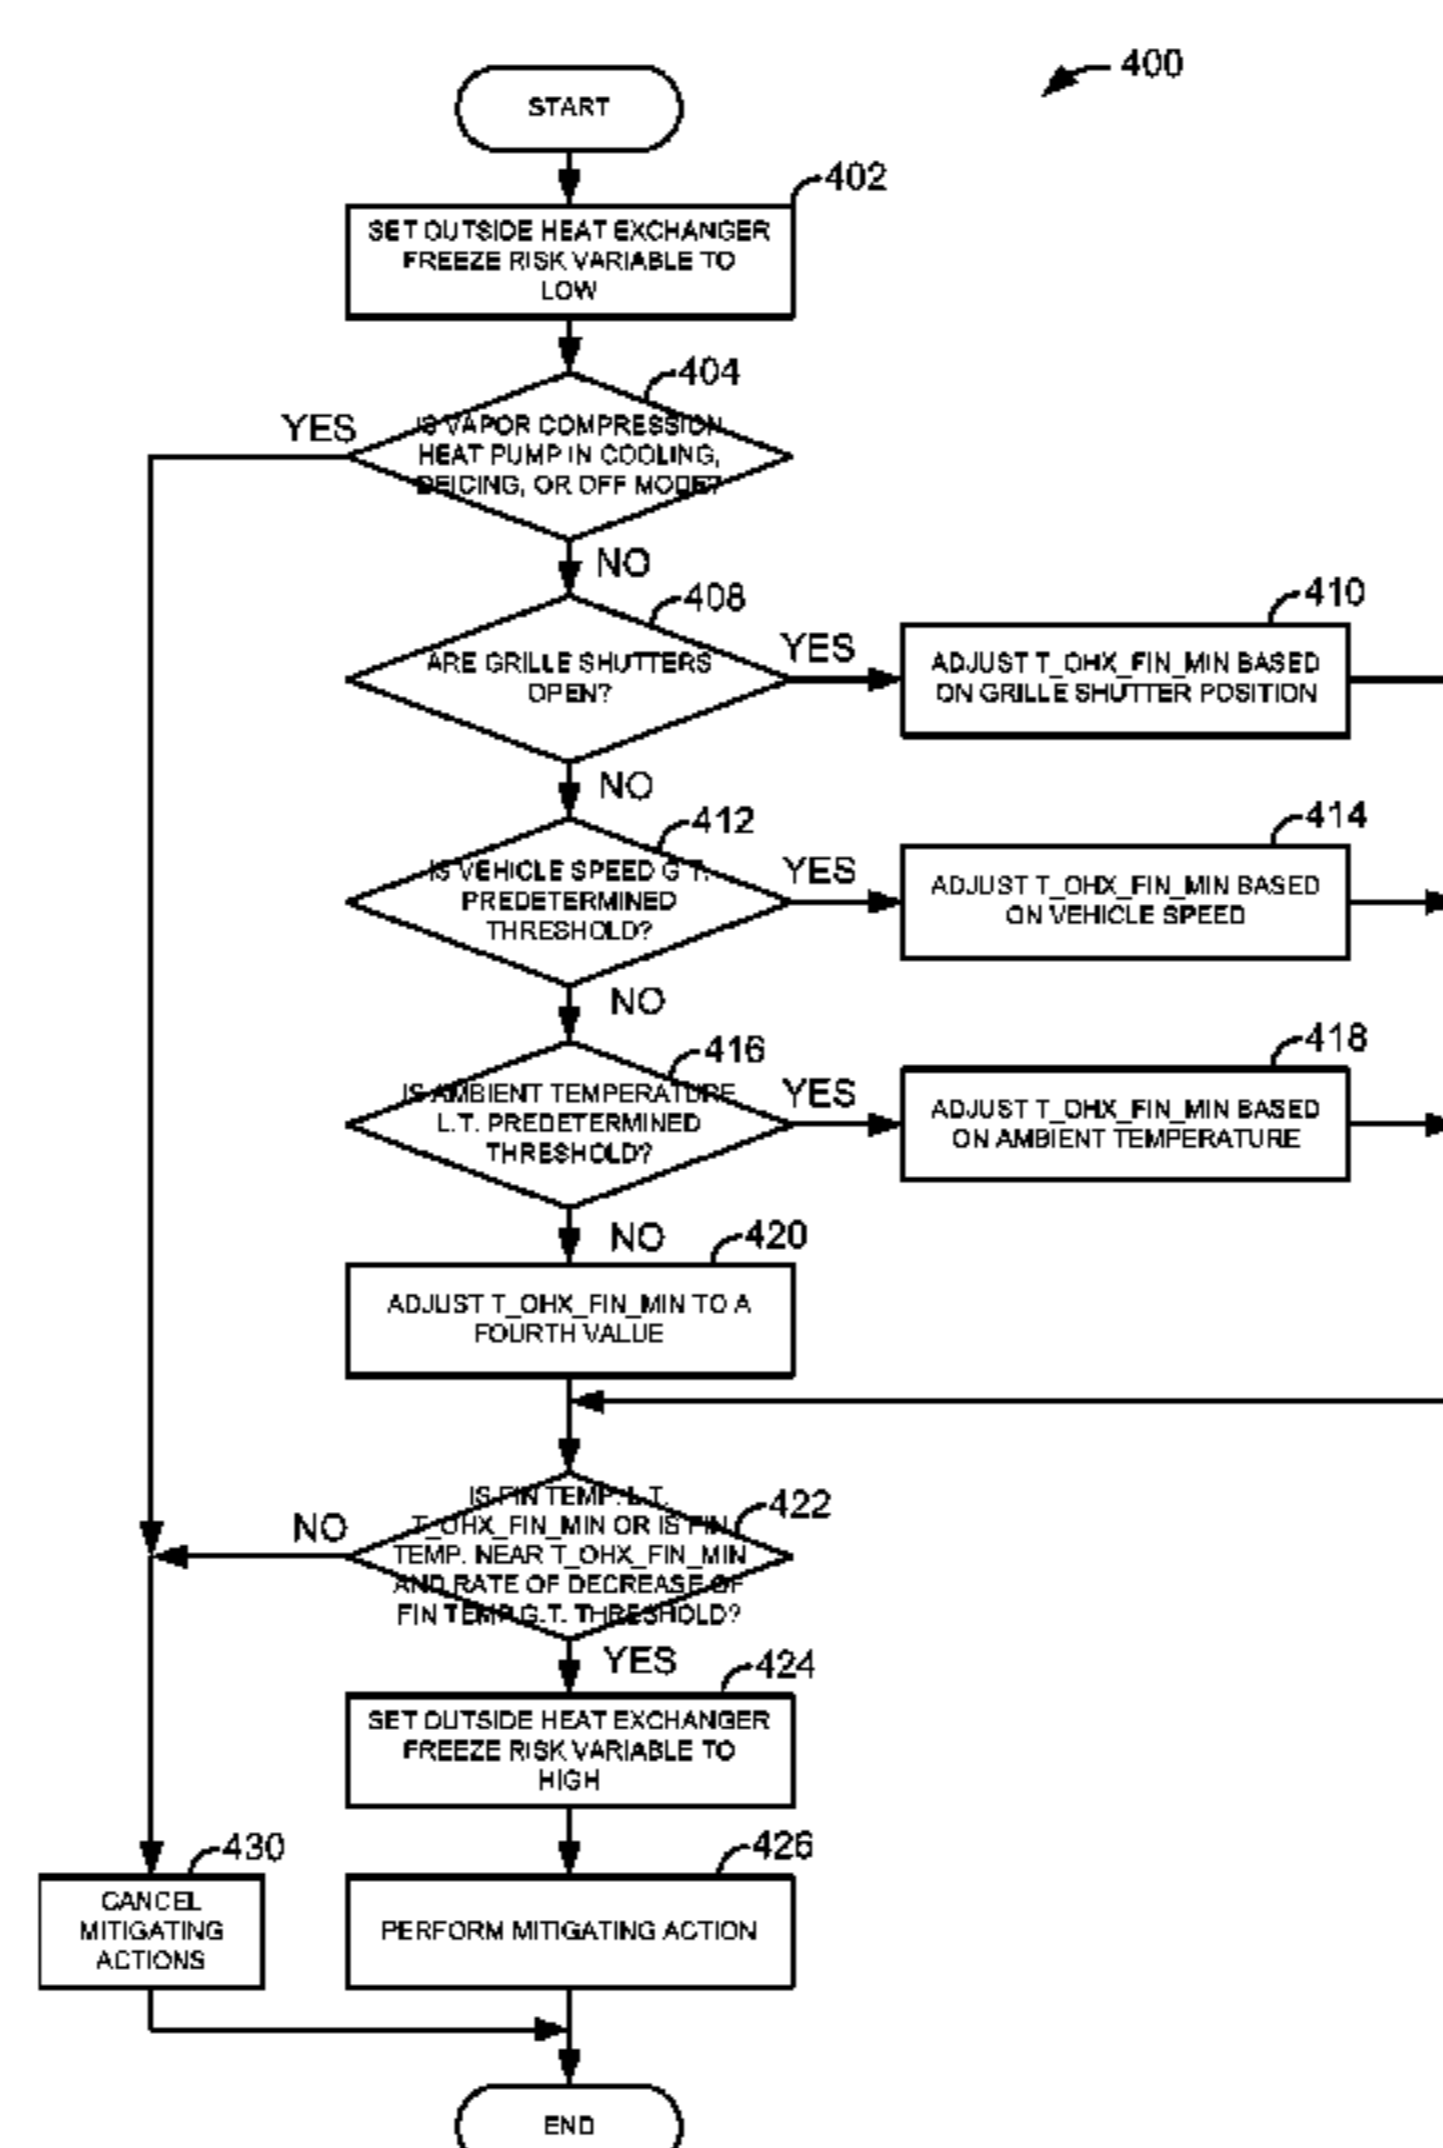 400
START
402
SET OUTSIDE HEAT EXCHANGER
FREEZE RISK VARIABLE TO
LOW
404
YES
IS VAPOR COMPRESSION
HEAT PUMP IN COOLING,
DEICING, OR OFF MODE?
NO
408
ARE GRILLE SHUTTERS
OPEN?
YES
410
ADJUST T_OHX_FIN_MIN BASED
ON GRILLE SHUTTER POSITION
NO
412
IS VEHICLE SPEED G.T.
PREDETERMINED
THRESHOLD?
YES
414
ADJUST T_OHX_FIN_MIN BASED
ON VEHICLE SPEED
NO
416
IS AMBIENT TEMPERATURE
L.T. PREDETERMINED
THRESHOLD?
YES
418
ADJUST T_OHX_FIN_MIN BASED
ON AMBIENT TEMPERATURE
NO
420
ADJUST T_OHX_FIN_MIN TO A
FOURTH VALUE
422
IS FIN TEMP. L.T.
T_OHX_FIN_MIN OR IS FIN
TEMP. NEAR T_OHX_FIN_MIN
AND RATE OF DECREASE OF
FIN TEMP.G.T. THRESHOLD?
NO
YES
424
SET OUTSIDE HEAT EXCHANGER
FREEZE RISK VARIABLE TO
HIGH
430
CANCEL
MITIGATING
ACTIONS
426
PERFORM MITIGATING ACTION
END